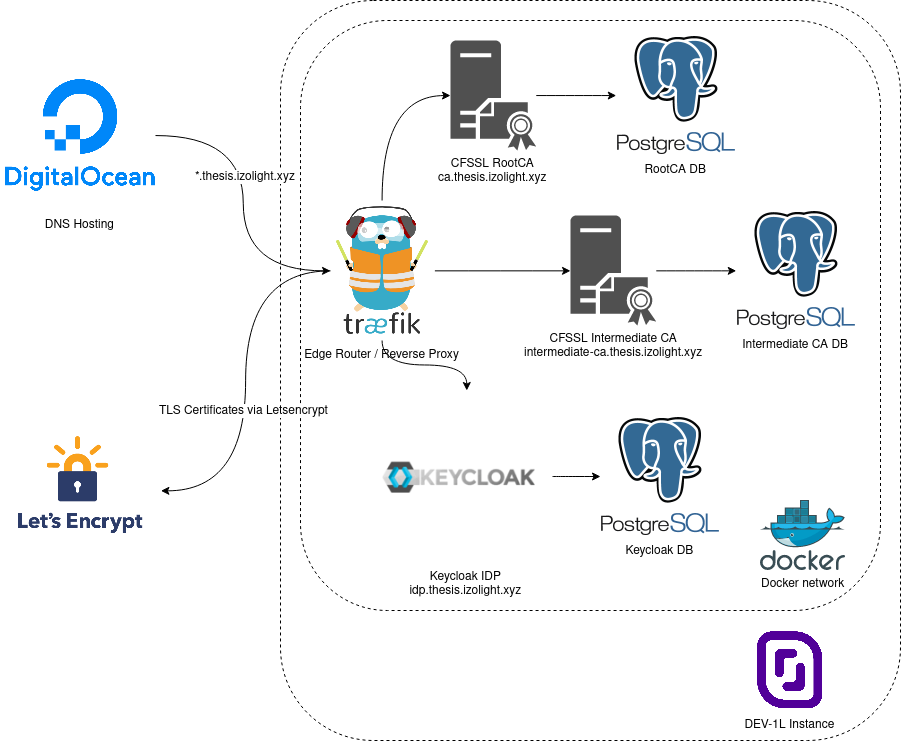 DigitalOcean
DNS Hosting
*.thesis.izolight.xyz
CFSSL RootCA
ca.thesis.izolight.xyz
PostgreSQL
RootCA DB
træfik
Edge Router / Reverse Proxy
CFSSL Intermediate CA
intermediate-ca.thesis.izolight.xyz
PostgreSQL
Intermediate CA DB
TLS Certificates via Letsencrypt
Let's Encrypt
KEYCLOAK
Keycloak IDP
idp.thesis.izolight.xyz
PostgreSQL
Keycloak DB
docker
Docker network
DEV-1L Instance